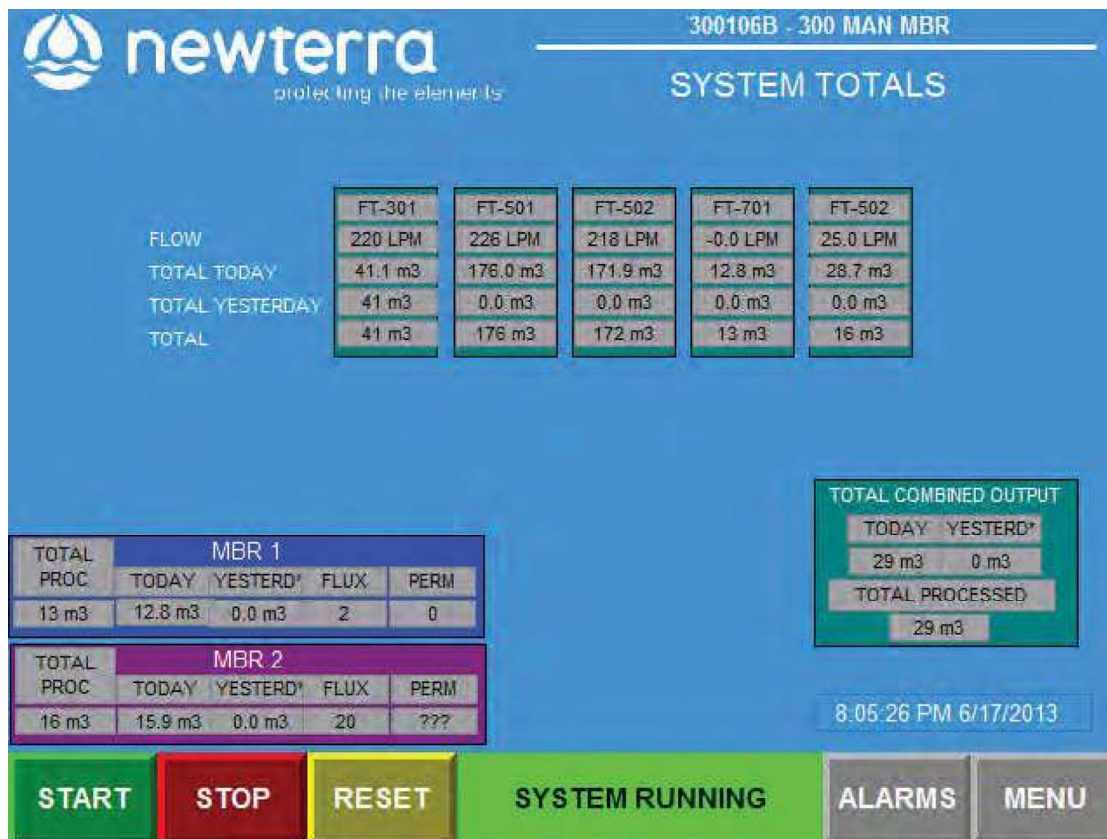 newterra
protecting the elements
300106B - 300 MAN MBR
SYSTEM TOTALS
FT-301 FT-501 FT-502 FT-701 FT-502
FLOW 220 LPM 226 LPM 218 LPM -0.0 LPM 25.0 LPM
TOTAL TODAY 41.1 m3 176.0 m3 171.9 m3 12.8 m3 28.7 m3
TOTAL YESTERDAY 41 m3 0.0 m3 0.0 m3 0.0 m3 0.0 m3
TOTAL 41 m3 176 m3 172 m3 13 m3 16 m3
TOTAL COMBINED OUTPUT
TODAY YESTERD*
29 m3 0 m3
TOTAL PROCESSED
29 m3
TOTAL MBR 1
PROC TODAY YESTERD* FLUX PERM
13 m3 12.8 m3 0.0 m3 2 0
TOTAL MBR 2
PROC TODAY YESTERD* FLUX PERM
16 m3 15.9 m3 0.0 m3 20 ???
8:05:26 PM 6/17/2013
START STOP RESET SYSTEM RUNNING ALARMS MENU